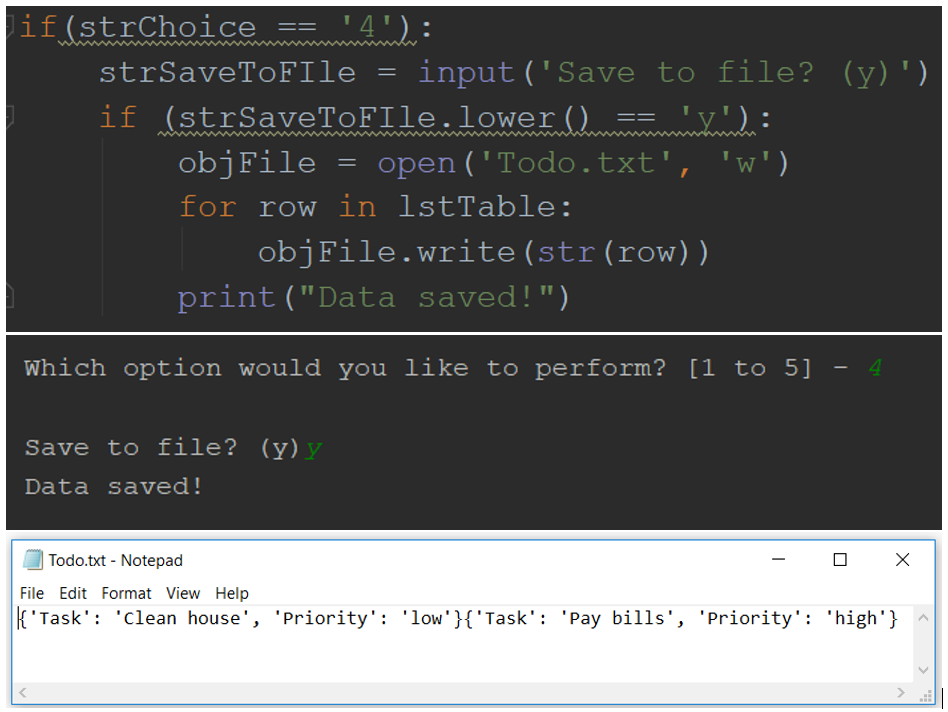 if(strChoice == '4'):
strSaveToFIle = input('Save to file? (y)')
if (strSaveToFIle.lower() == 'y'):
objFile = open('Todo.txt', 'w')
for row in lstTable:
objFile.write(str(row))
print("Data saved!")
Which option would you like to perform? [1 to 5] - 4
Save to file? (y)y
Data saved!
Todo.txt - Notepad
File Edit Format View Help
{'Task': 'Clean house', 'Priority': 'low'}{'Task': 'Pay bills', 'Priority': 'high'}